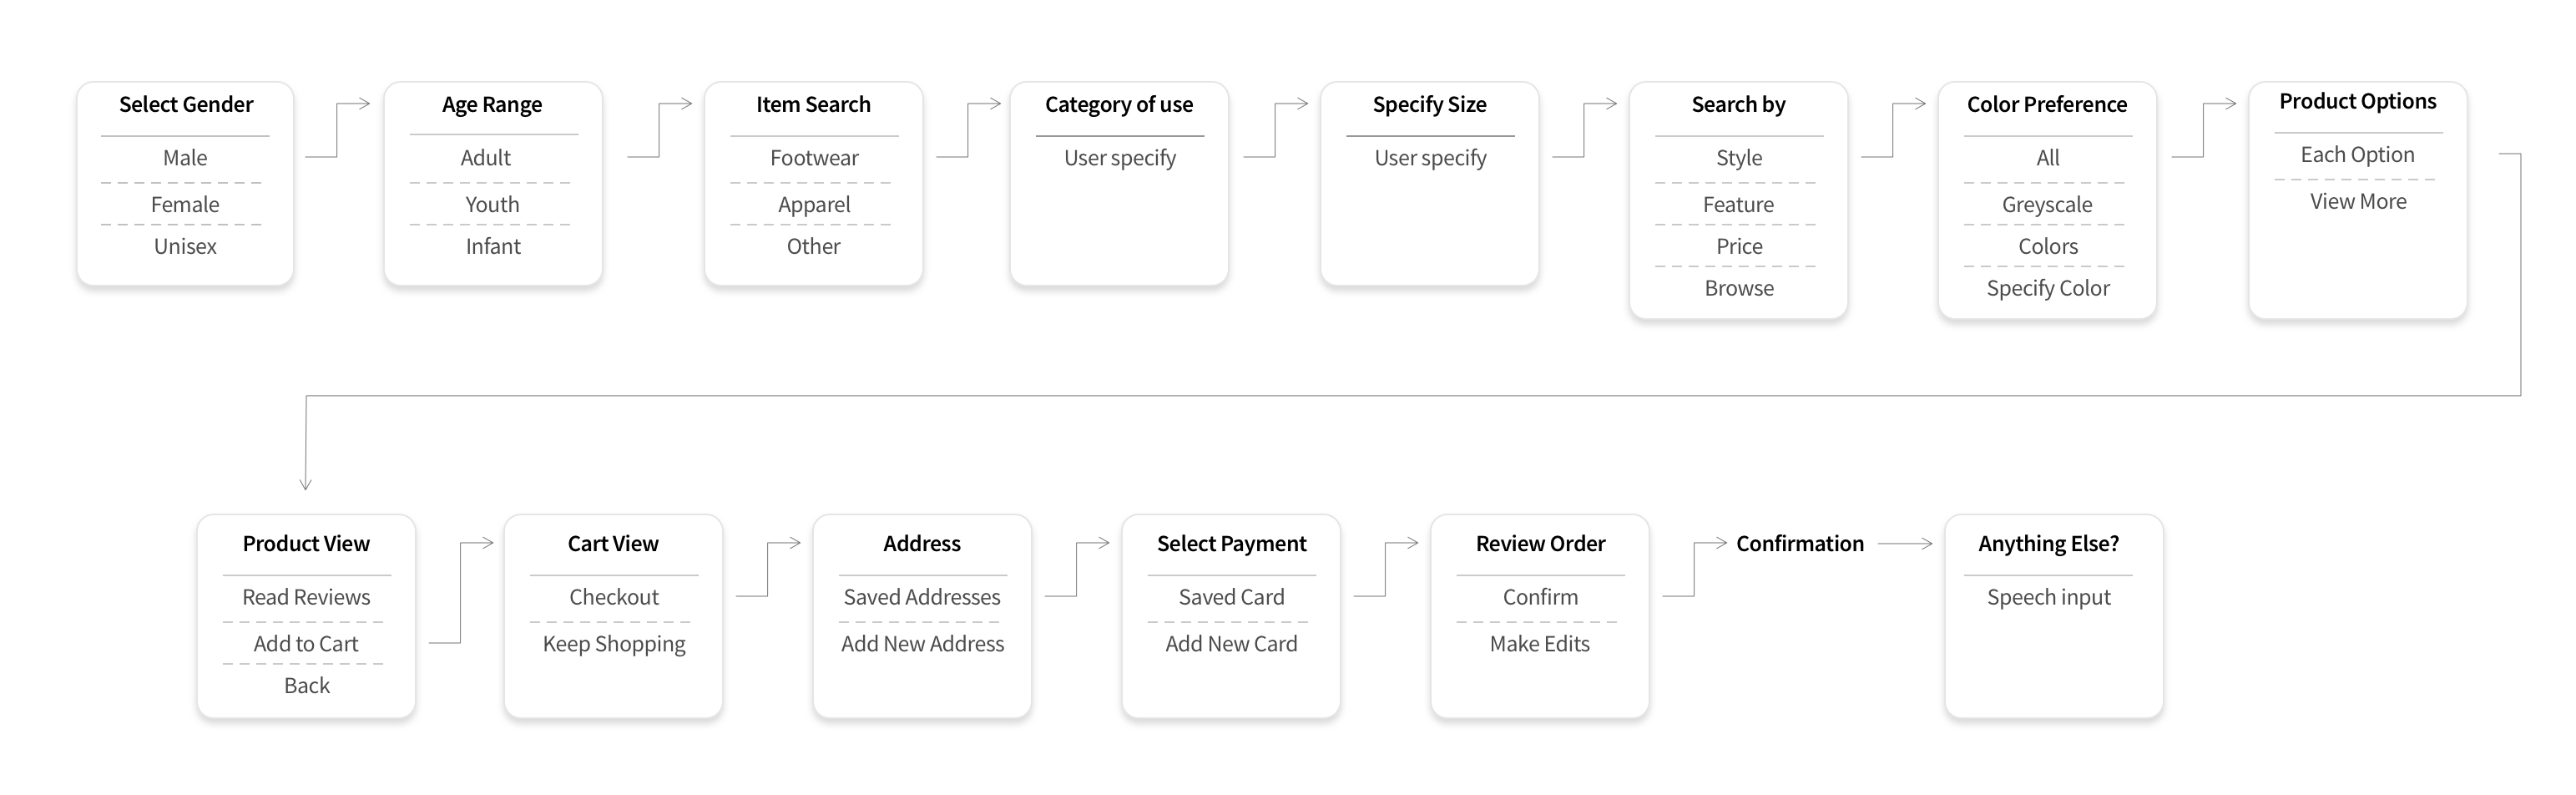 Select Gender
Male
Female
Unisex
Age Range
Adult
Youth
Infant
Item Search
Footwear
Apparel
Other
Category of use
User specify
Specify Size
User specify
Search by
Style
Feature
Price
Browse
Color Preference
All
Greyscale
Colors
Specify Color
Product Options
Each Option
View More
Product View
Read Reviews
Add to Cart
Back
Cart View
Checkout
Keep Shopping
Address
Saved Addresses
Add New Address
Select Payment
Saved Card
Add New Card
Review Order
Confirm
Make Edits
Confirmation
Anything Else?
Speech input